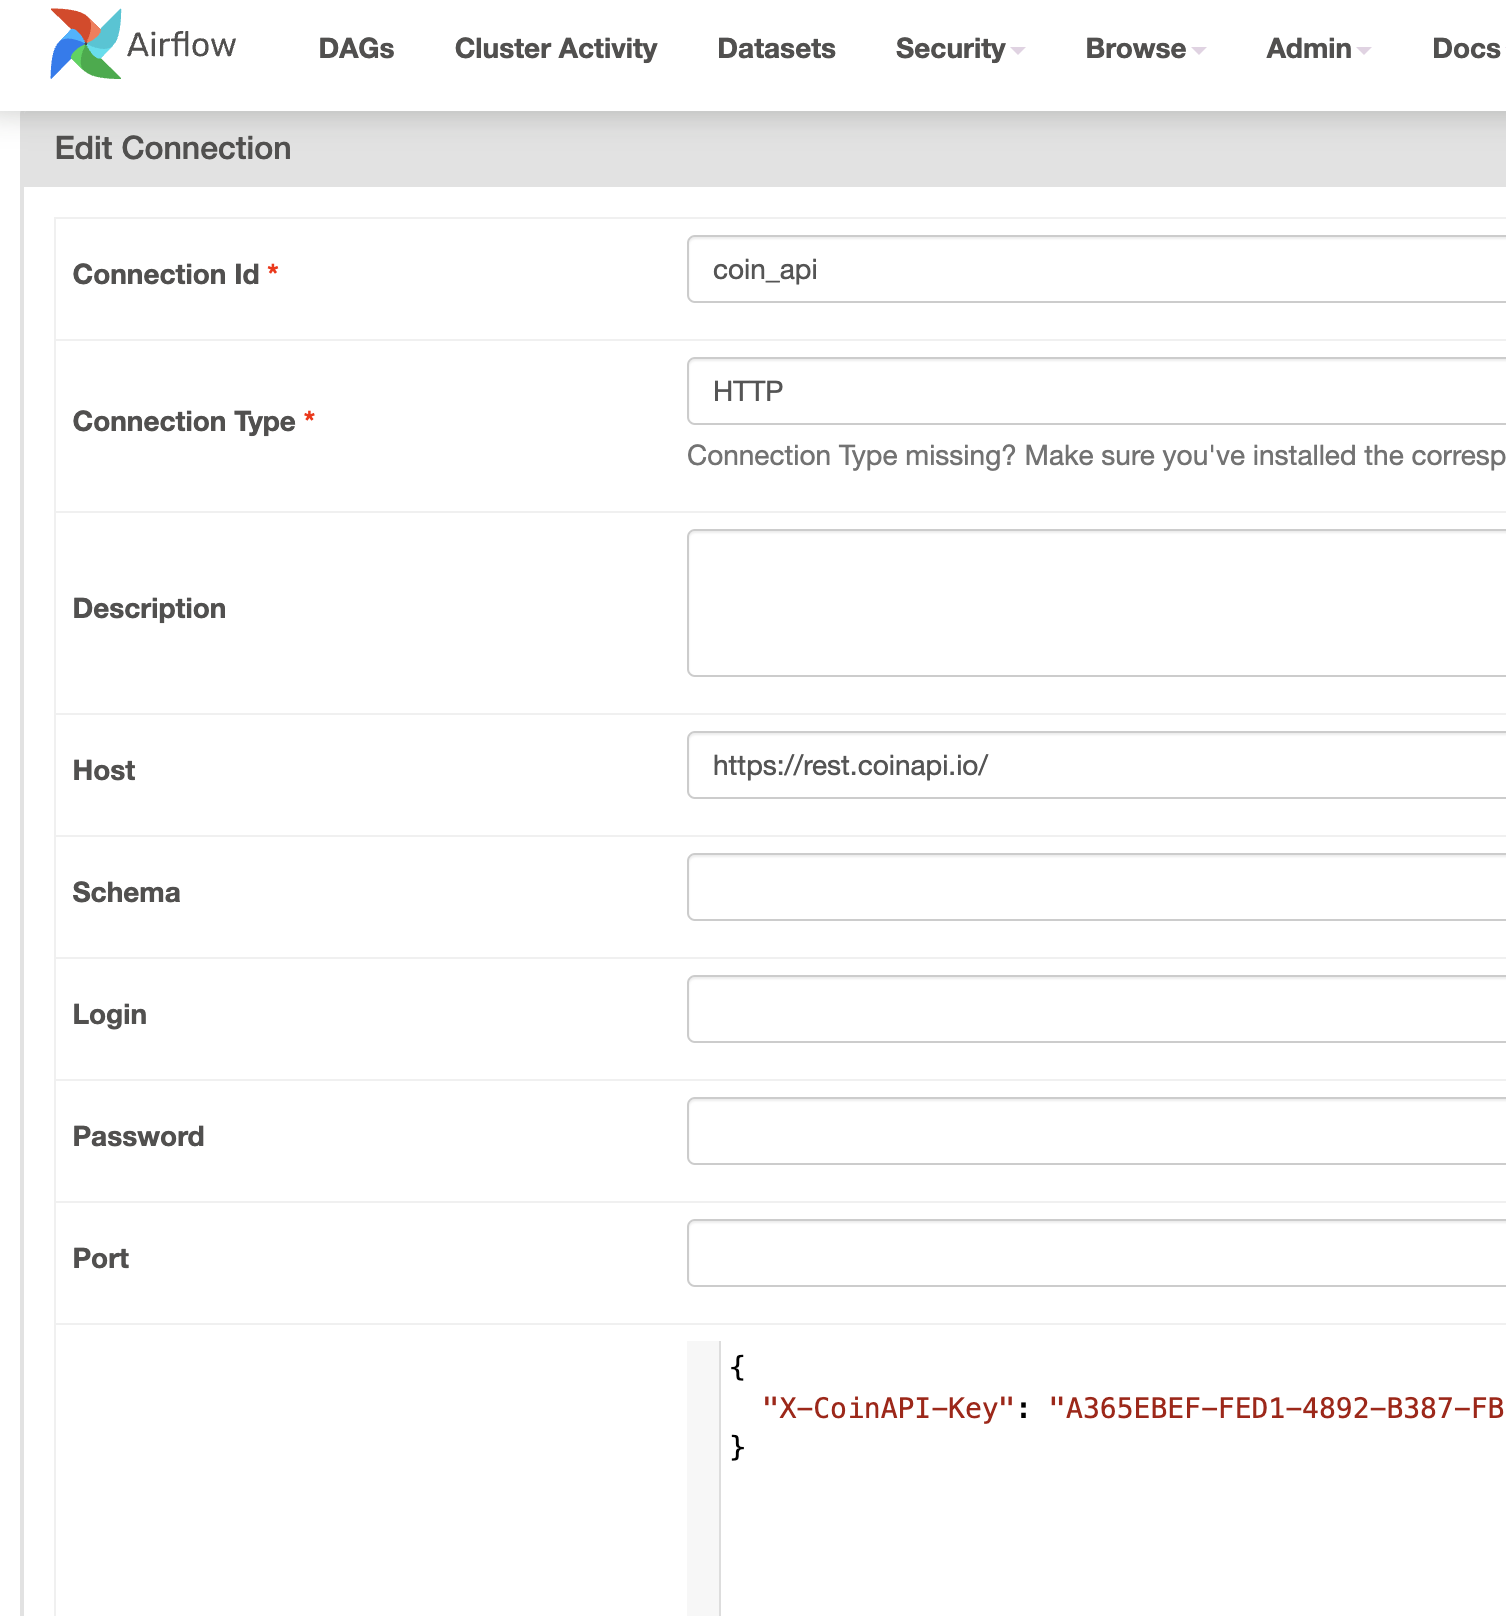 Airflow DAGs Cluster Activity Datasets Security Browse Admin Docs
Edit Connection
Connection Id * coin_api
Connection Type * HTTP
Connection Type missing? Make sure you've installed the corresp
Description
Host https://rest.coinapi.io/
Schema
Login
Password
Port
{
"X-CoinAPI-Key": "A365EBEF-FED1-4892-B387-FB
}